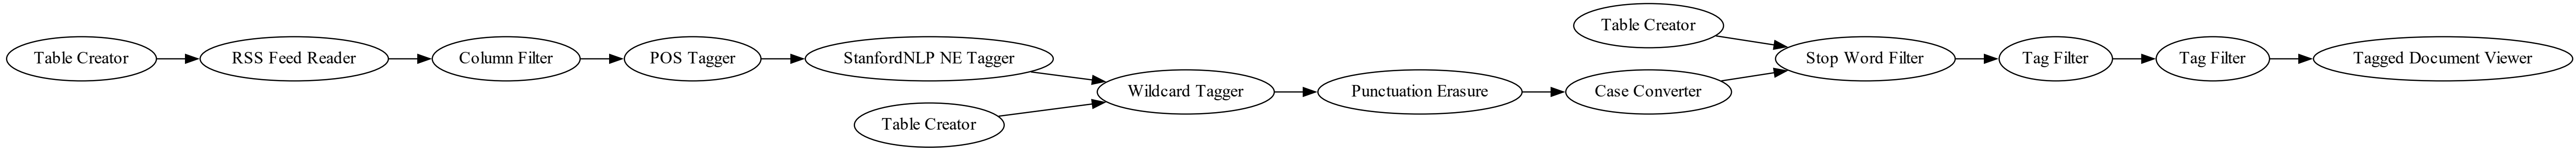 Table Creator
RSS Feed Reader
Column Filter
POS Tagger
StanfordNLP NE Tagger
Table Creator
Wildcard Tagger
Punctuation Erasure
Case Converter
Table Creator
Stop Word Filter
Tag Filter
Tag Filter
Tagged Document Viewer